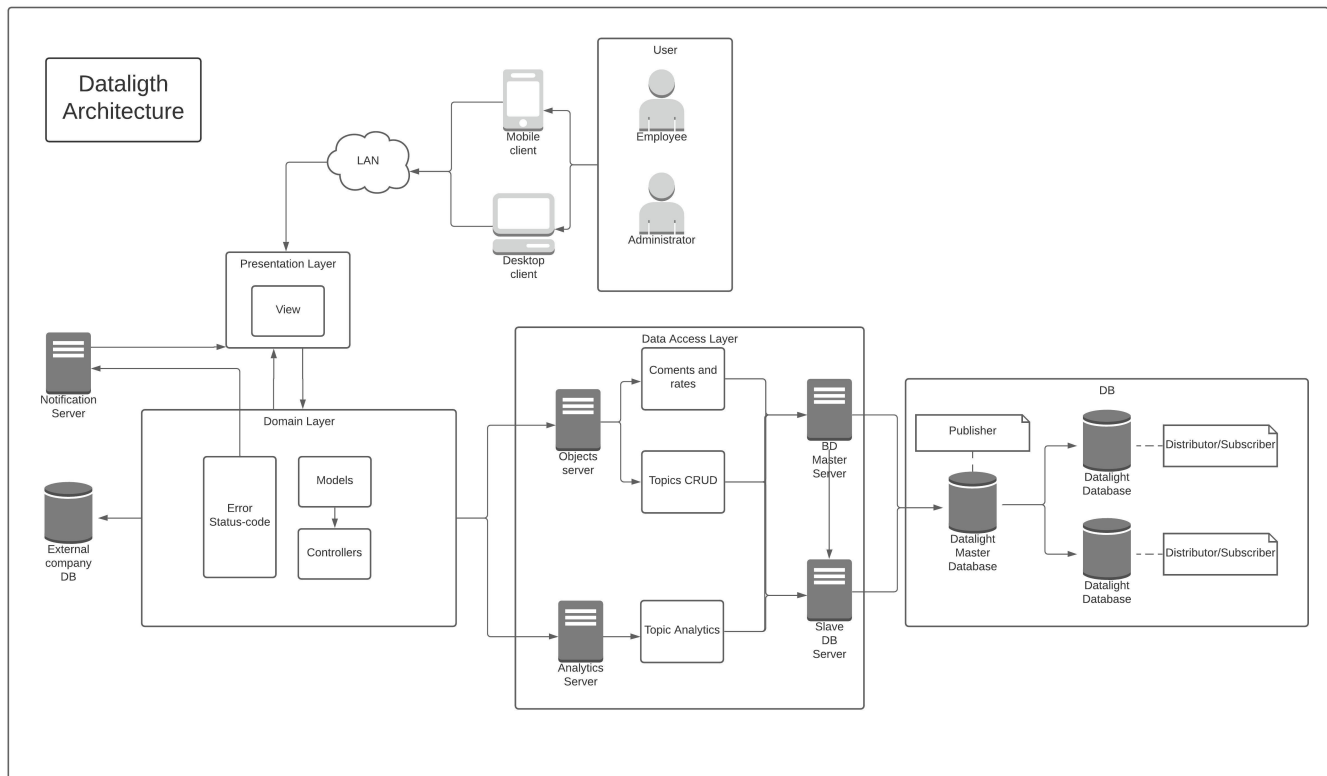 Dataligth
Architecture
User
Employee
Administrator
Mobile
client
Desktop
client
LAN
Presentation Layer
View
Notification
Server
Domain Layer
Error
Status-code
Models
Controllers
External
company
DB
Data Access Layer
Objects
server
Coments and
rates
Topics CRUD
Analytics
Server
Topic Analytics
BD
Master
Server
Slave
DB
Server
DB
Publisher
Datalight
Master
Database
Datalight
Database
Distributor/Subscriber
Datalight
Database
Distributor/Subscriber